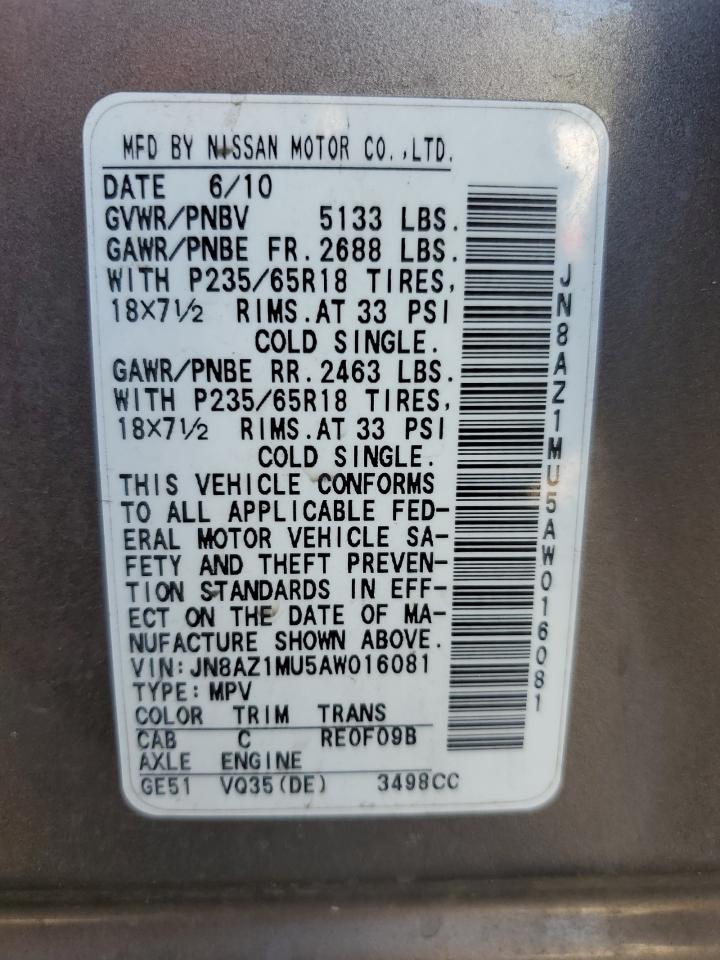 MFD BY NISSAN MOTOR CO.,LTD.
DATE 6/10
GVWR/PNBV 5133 LBS.
GAWR/PNBE FR.2688 LBS.
WITH P235/65R18 TIRES,
18X7½ RIMS.AT 33 PSI
COLD SINGLE.
GAWR/PNBE RR.2463 LBS.
WITH P235/65R18 TIRES,
18X7½ RIMS.AT 33 PSI
COLD SINGLE.
THIS VEHICLE CONFORMS
TO ALL APPLICABLE FED-
ERAL MOTOR VEHICLE SA-
FETY AND THEFT PREVEN-
TION STANDARDS IN EFF-
ECT ON THE DATE OF MA-
NUFACTURE SHOWN ABOVE.
VIN:JN8AZ1MU5AW016081
TYPE:MPV
COLOR TRIM TRANS
CAB C RE0F09B
AXLE ENGINE
GE51 VQ35(DE) 3498CC
JN8AZ1MU5AW016081